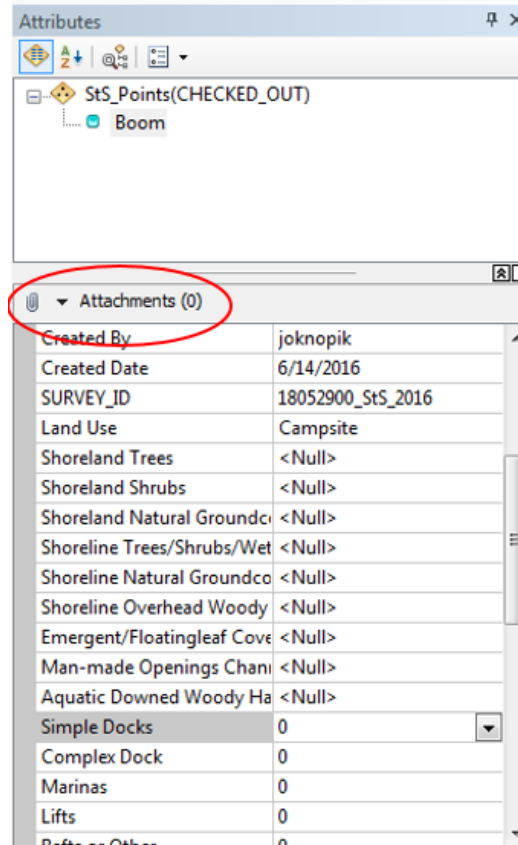 Attributes
StS_Points(CHECKED_OUT)
Boom
Attachments (0)
Created By joknopik
Created Date 6/14/2016
SURVEY_ID 18052900_StS_2016
Land Use Campsite
Shoreland Trees <Null>
Shoreland Shrubs <Null>
Shoreland Natural Groundc <Null>
Shoreline Trees/Shrubs/Wet <Null>
Shoreline Natural Groundco <Null>
Shoreline Overhead Woody <Null>
Emergent/Floatingleaf Cove <Null>
Man-made Openings Chan <Null>
Aquatic Downed Woody Ha <Null>
Simple Docks 0
Complex Dock 0
Marinas 0
Lifts 0
Rafts or Other 0